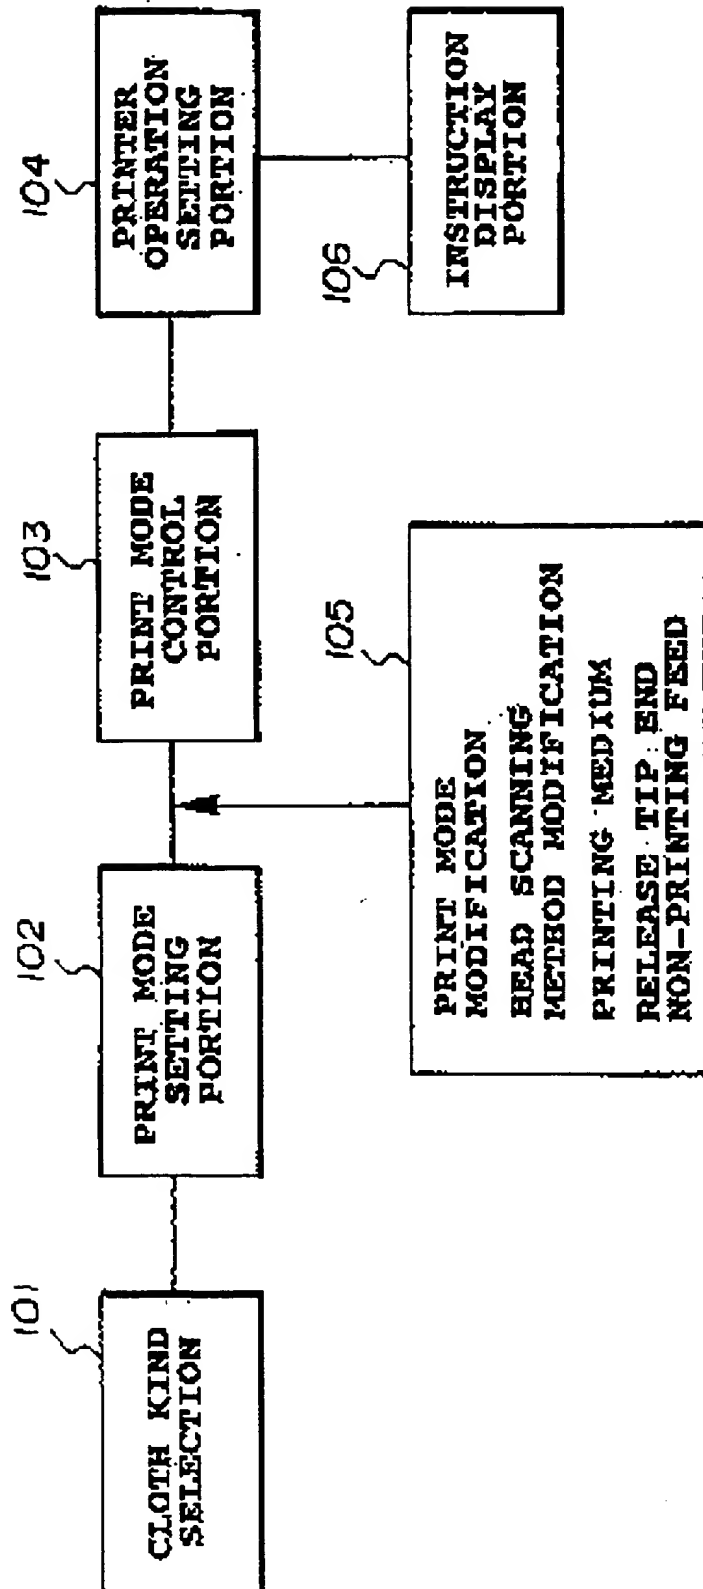 101
CLOTH KIND
SELECTION
102
PRINT MODE
SETTING
PORTION
103
PRINT MODE
CONTROL
PORTION
104
PRINTER
OPERATION
SETTING
PORTION
105
PRINT MODE
MODIFICATION
HEAD SCANNING
METHOD MODIFICATION
PRINTING MEDIUM
RELEASE TIP END
NON-PRINTING FEED
106
INSTRUCTION
DISPLAY
PORTION